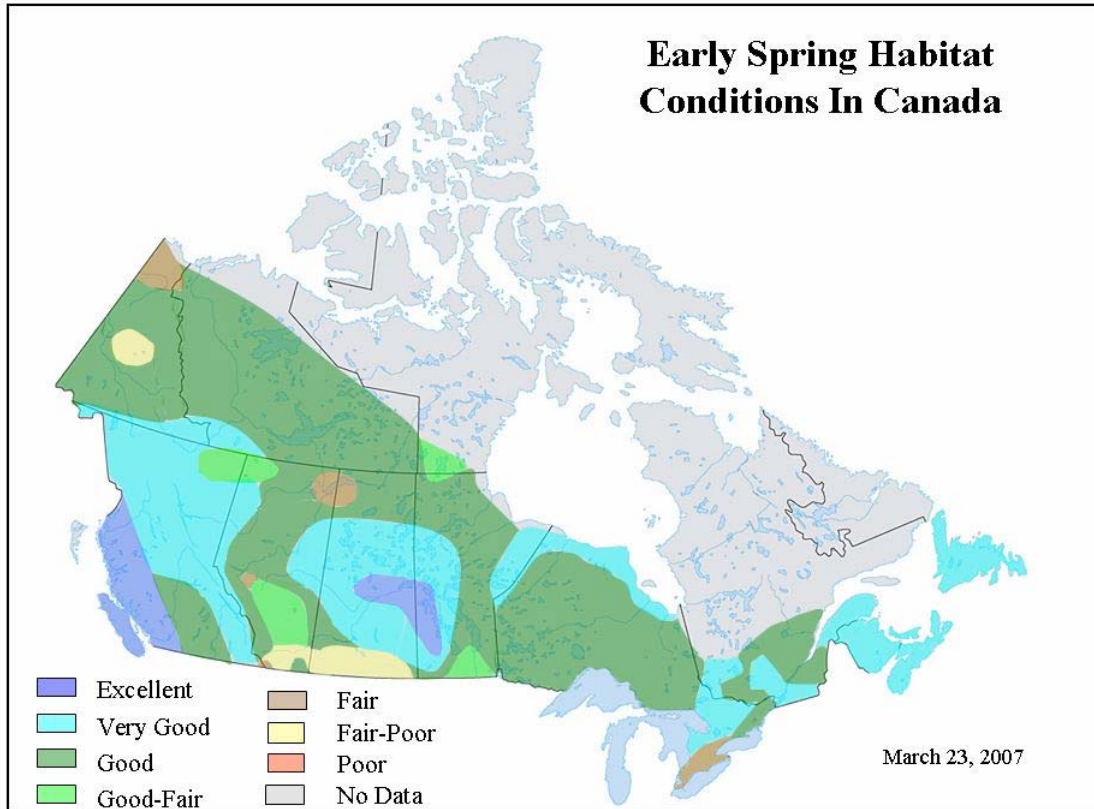 Early Spring Habitat
Conditions In Canada
Excellent
Very Good
Good
Good-Fair
Fair
Fair-Poor
Poor
No Data
March 23, 2007